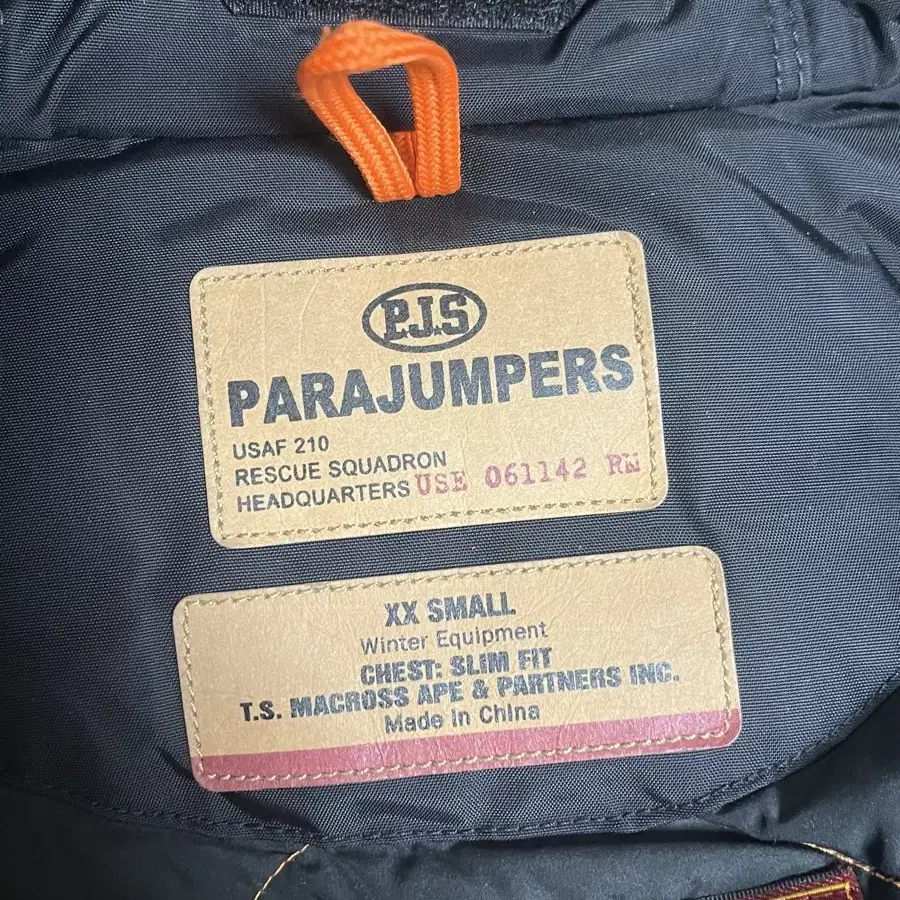 P.J.S
PARAJUMPERS
USAF 210
RESCUE SQUADRON
HEADQUARTERS USE 061142 RN
XX SMALL
Winter Equipment
CHEST: SLIM FIT
T.S. MACROSS APE & PARTNERS INC.
Made in China